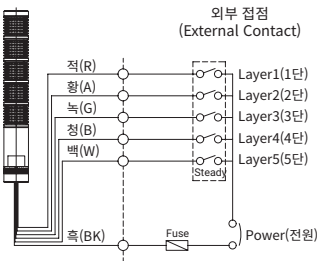 외부 접점
(External Contact)
적(R)
Layer1(1단)
황(A)
Layer2(2단)
녹(G)
Layer3(3단)
청(B)
Layer4(4단)
백(W)
Layer5(5단)
Steady
흑(BK)
Fuse
Power(전원)